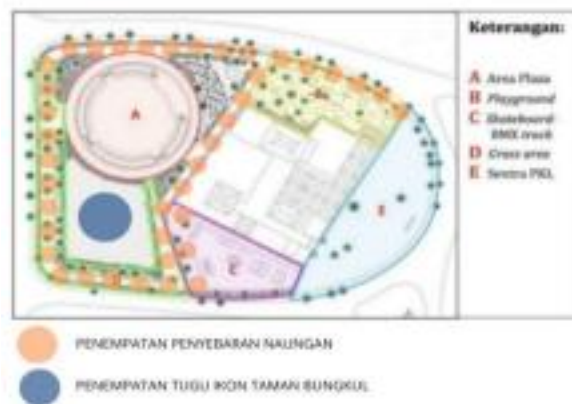 Keterangan:
A
A Area Plaza
B Playground
C Skateboard
BMX track
D Grass area
E Sentra PKL
E
C
PENEMPATAN PENYEBARAN NAUNGAN
PENEMPATAN TUGU IKON TAMAN BUNGKUL